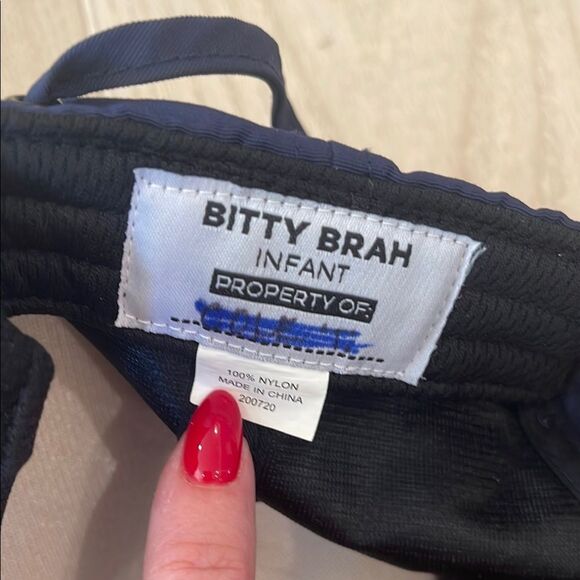 BITTY BRAH
INFANT
PROPERTY OF:
100% NYLON
MADE IN CHINA
200720